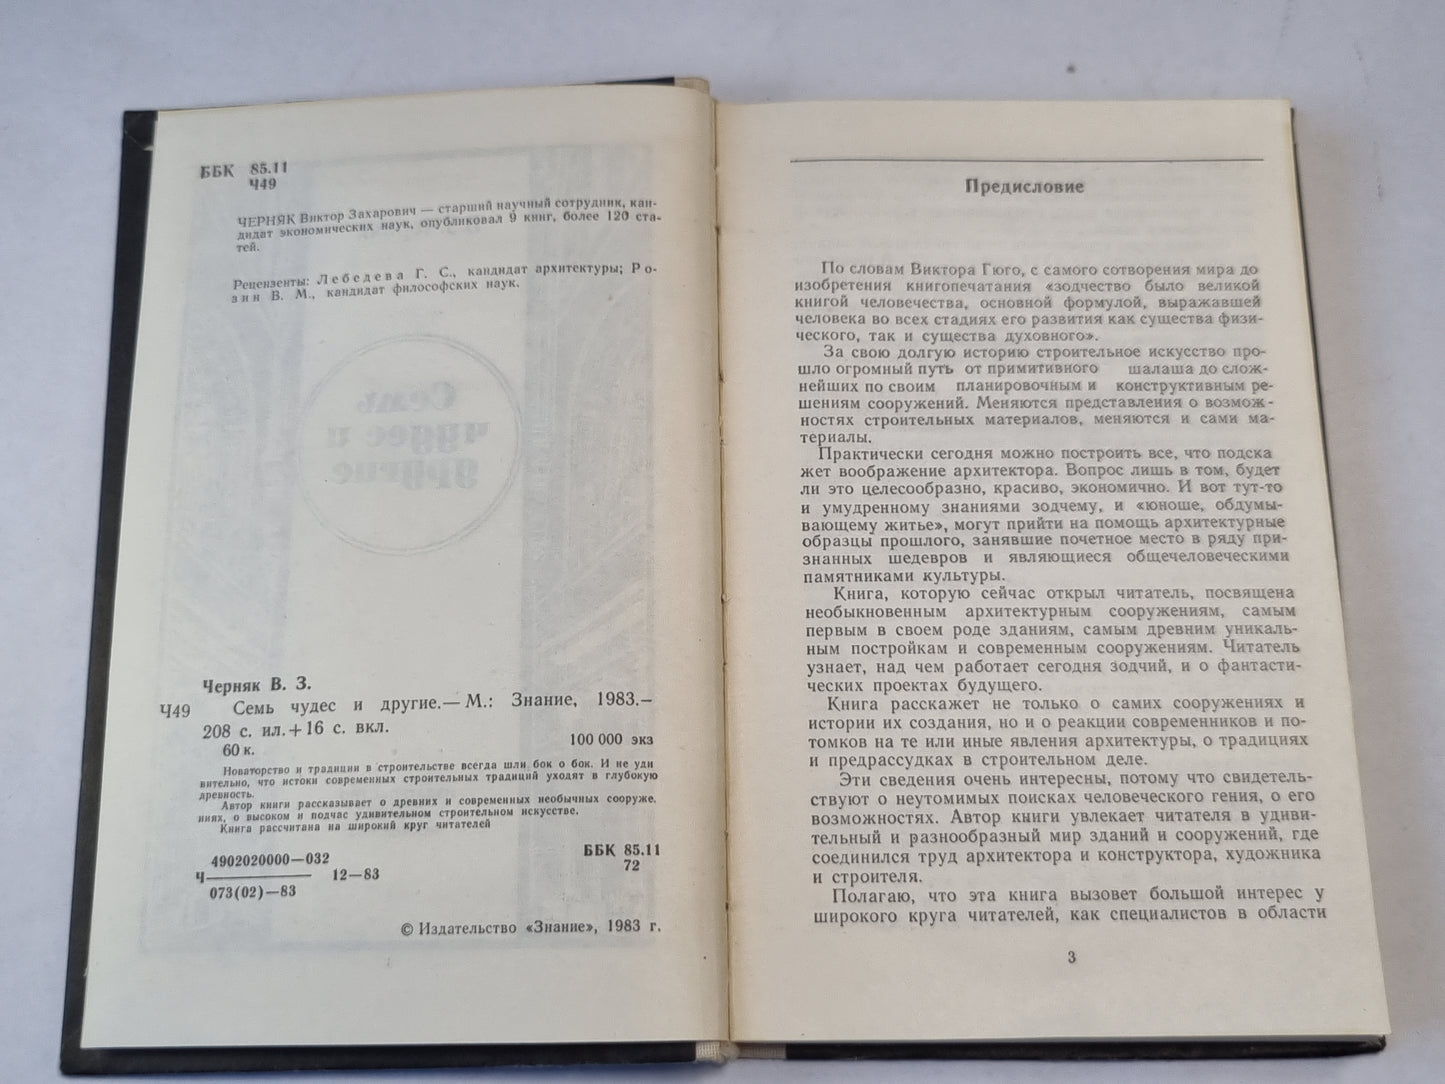 ББК 85.11
Ч49
ЧЕРНЯК Виктор Захарович — старший научный сотрудник, кан-
дидат экономических наук, опубликовал 9 книг, более 120 ста-
тей.
Рецензенты: Лебедева Г. С., кандидат архитектуры; Ро-
зин В. М., кандидат философских наук.
Семь
чудес и
другие
Черняк В. З.
Ч49 Семь чудес и другие.— М.: Знание, 1983.—
208 с. ил.+16 с. вкл.
60 к. 100 000 экз
Новаторство и традиции в строительстве всегда шли бок о бок. И не уди
вительно, что истоки современных строительных традиций уходят в глубокую
древность.
Автор книги рассказывает о древних и современных необычных сооруже.
ниях, о высоком и подчас удивительном строительном искусстве.
Книга рассчитана на широкий круг читателей
4902020000—032
Ч 12—83
073(02)—83
ББК 85.11
72
© Издательство «Знание», 1983 г.
Предисловие
По словам Виктора Гюго, с самого сотворения мира до
изобретения книгопечатания «зодчество было великой
книгой человечества, основной формулой, выражавшей
человека во всех стадиях его развития как существа физи-
ческого, так и существа духовного».
За свою долгую историю строительное искусство про-
шло огромный путь от примитивного шалаша до слож-
нейших по своим планировочным и конструктивным ре-
шениям сооружений. Меняются представления о возмож-
ностях строительных материалов, меняются и сами ма-
териалы.
Практически сегодня можно построить все, что подска
жет воображение архитектора. Вопрос лишь в том, будет
ли это целесообразно, красиво, экономично. И вот тут-то
и умудренному знаниями зодчему, и «юноше, обдумы-
вающему житье», могут прийти на помощь архитектурные
образцы прошлого, занявшие почетное место в ряду при-
знанных шедевров и являющиеся общечеловеческими
памятниками культуры.
Книга, которую сейчас открыл читатель, посвящена
необыкновенным архитектурным сооружениям, самым
первым в своем роде зданиям, самым древним уникаль-
ным постройкам и современным сооружениям. Читатель
узнает, над чем работает сегодня зодчий, и о фантасти-
ческих проектах будущего.
Книга расскажет не только о самих сооружениях и
истории их создания, но и о реакции современников и по-
томков на те или иные явления архитектуры, о традициях
и предрассудках в строительном деле.
Эти сведения очень интересны, потому что свидетель-
ствуют о неутомимых поисках человеческого гения, о его
возможностях. Автор книги увлекает читателя в удиви-
тельный и разнообразный мир зданий и сооружений, где
соединился труд архитектора и конструктора, художника
и строителя.
Полагаю, что эта книга вызовет большой интерес у
широкого круга читателей, как специалистов в области
3